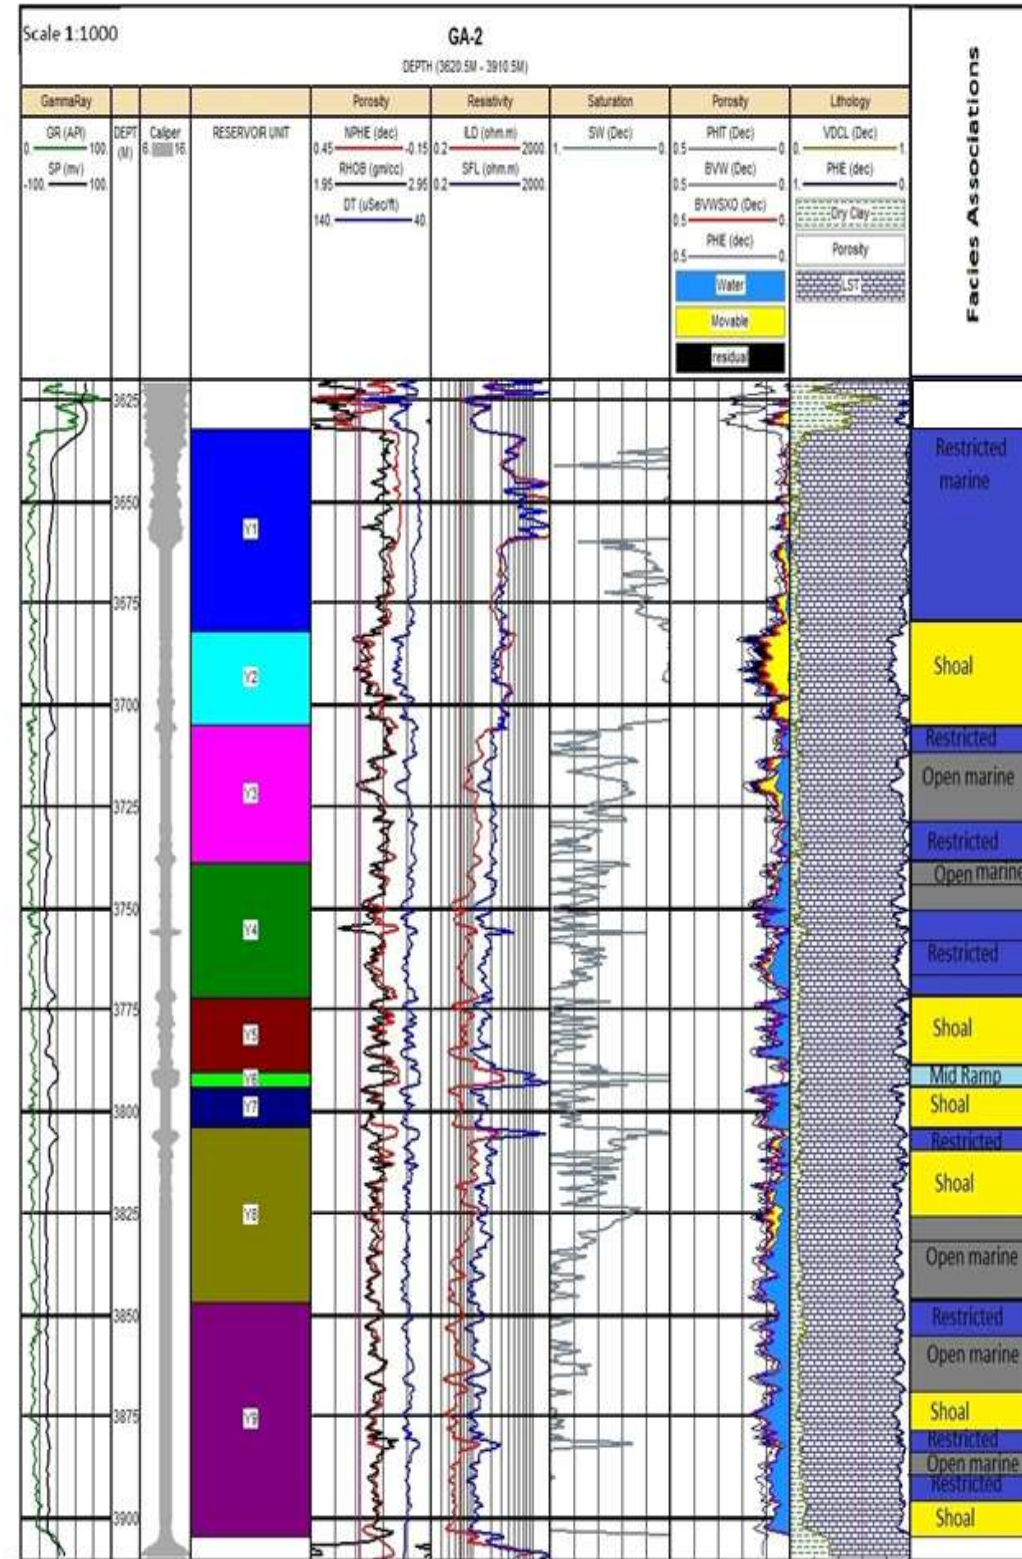 Scale 1:1000
GA-2
DEPTH (3620.5M - 3910.5M)
Facies Associations
GammaRay
Porosity
Resistivity
Saturation
Porosity
Lithology
GR (API)
0. 100.
SP (mv)
-100. 100.
DEPT
(M)
Caliper
6. 16.
RESERVOIR UNIT
NPHIE (dec)
0.45 -0.15
RHOB (gm/cc)
1.95 2.95
DT (uSec/ft)
140. 40.
ILD (ohm.m)
0.2 2000.
SFL (ohm.m)
0.2 2000.
SW (Dec)
1. 0.
PHIT (Dec)
0.5 0.
BVW (Dec)
0.5 0.
BVWSXO (Dec)
0.5 0.
PHIE (dec)
0.5 0.
Water
Movable
residual
VDCL (Dec)
0. 1.
PHIE (Dec)
1. 0.
Dry Clay
Porosity
LST
3625
3650
3675
3700
3725
3750
3775
3800
3825
3850
3875
3900
Y1
Y2
Y3
Y4
Y5
Y6
Y7
Y8
Y9
Restricted
marine
Shoal
Restricted
Open marine
Restricted
Open marine
Restricted
Shoal
Mid Ramp
Shoal
Restricted
Shoal
Open marine
Restricted
Open marine
Shoal
Restricted
Open marine
Restricted
Shoal